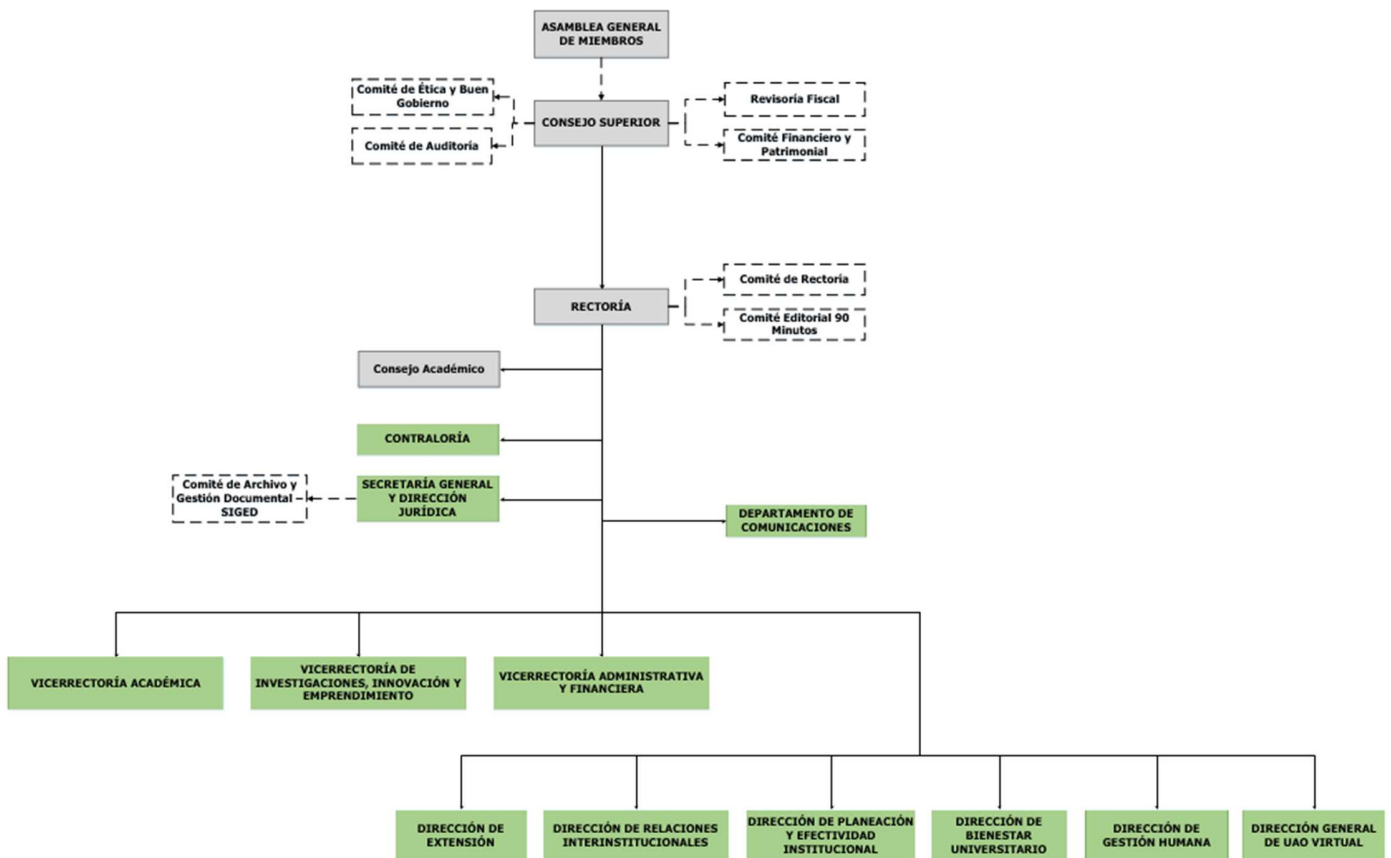 ASAMBLEA GENERAL
DE MIEMBROS
Comité de Ética y Buen
Gobierno
Comité de Auditoría
CONSEJO SUPERIOR
Revisoría Fiscal
Comité Financiero y
Patrimonial
RECTORÍA
Comité de Rectoría
Comité Editorial 90
Minutos
Consejo Académico
CONTRALORÍA
Comité de Archivo y
Gestión Documental
SIGED
SECRETARÍA GENERAL
Y DIRECCIÓN
JURÍDICA
DEPARTAMENTO DE
COMUNICACIONES
VICERRECTORÍA ACADÉMICA
VICERRECTORÍA DE
INVESTIGACIONES, INNOVACIÓN Y
EMPRENDIMIENTO
VICERRECTORÍA ADMINISTRATIVA
Y FINANCIERA
DIRECCIÓN DE
EXTENSIÓN
DIRECCIÓN DE RELACIONES
INTERINSTITUCIONALES
DIRECCIÓN DE PLANEACIÓN
Y EFECTIVIDAD
INSTITUCIONAL
DIRECCIÓN DE
BIENESTAR
UNIVERSITARIO
DIRECCIÓN DE
GESTIÓN HUMANA
DIRECCIÓN GENERAL
DE UAO VIRTUAL